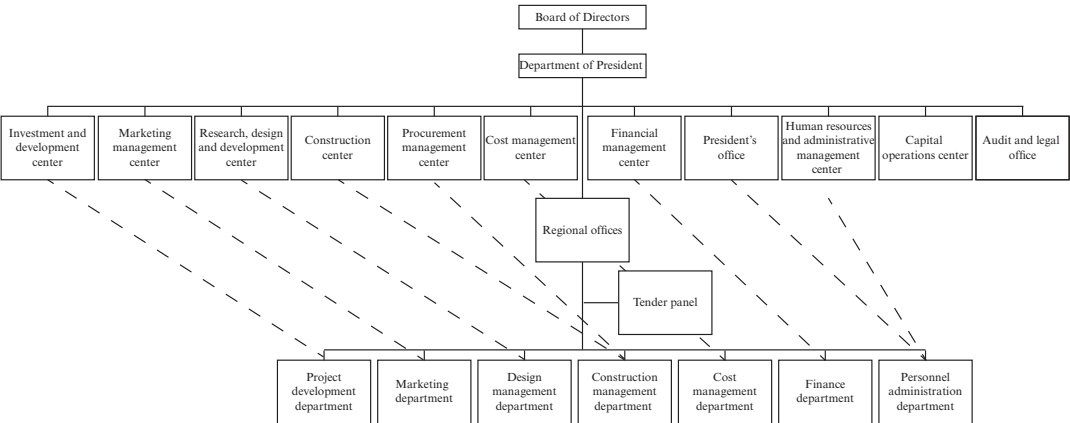 Board of Directors
Department of President
Investment and
development
center
Marketing
management
center
Research, design
and development
center
Construction
center
Procurement
management
center
Cost management
center
Financial
management
center
President's
office
Human resources
and administrative
management
center
Capital
operations center
Audit and legal
office
Regional offices
Tender panel
Project
development
department
Marketing
department
Design
management
department
Construction
management
department
Cost
management
department
Finance
department
Personnel
administration
department